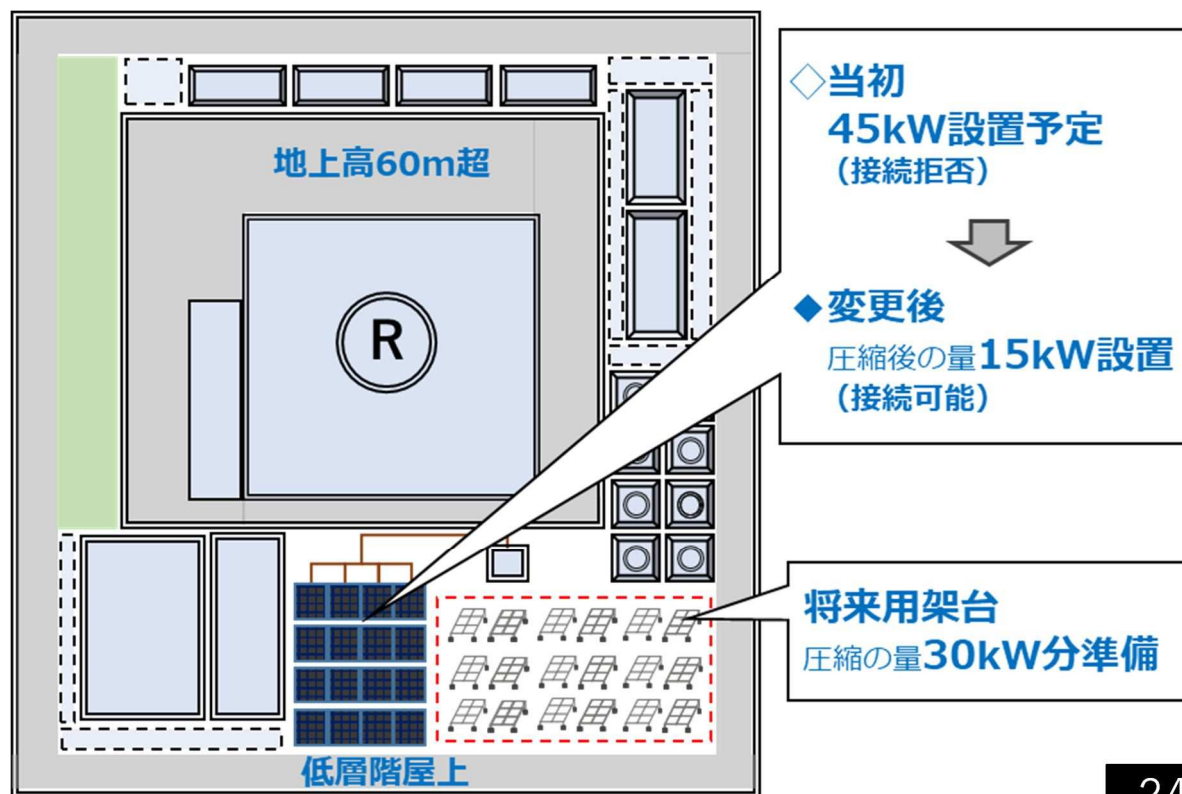 地上高60m超
R
低層階屋上
◇当初
45kW設置予定
（接続拒否）
◆変更後
圧縮後の量15kW設置
（接続可能）
将来用架台
圧縮の量30kW分準備
24